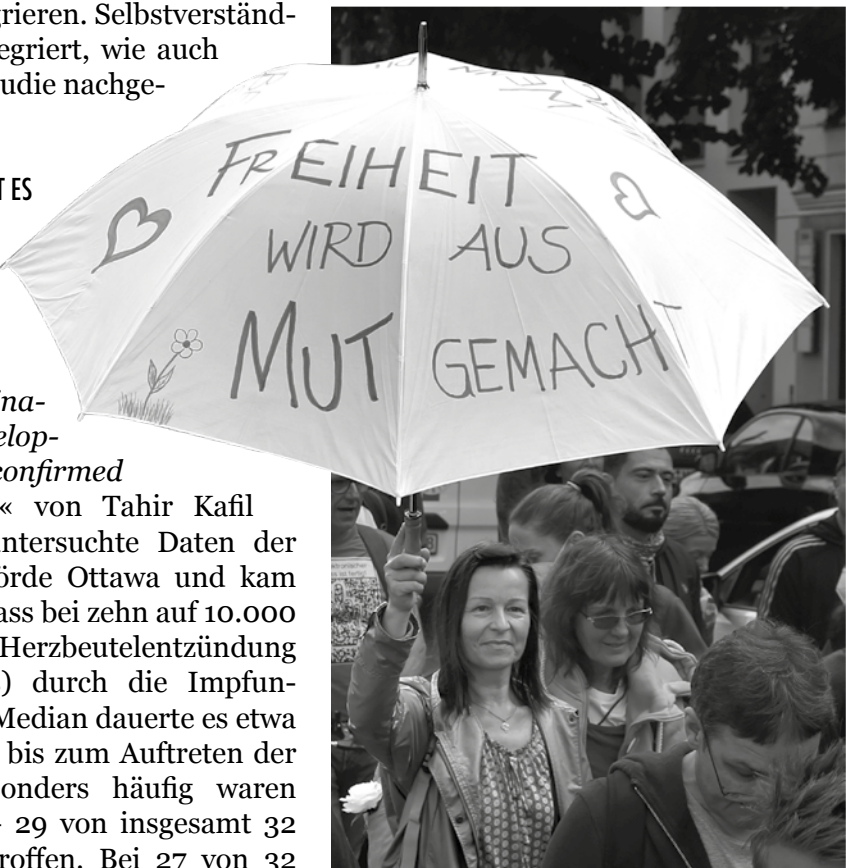 grieren. Selbstverständ-
egriert, wie auch
udie nachge-
T ES
ina-
elop-
confirmed
« von Tahir Kafil
untersuchte Daten der
örde Ottawa und kam
ass bei zehn auf 10.000
Herzbeutelentzündung
) durch die Impfun-
Median dauerte es etwa
bis zum Auftreten der
onders häufig waren
29 von insgesamt 32
roffen. Bei 27 von 32
FREIHEIT
WIRD AUS
MUT GEMACHT